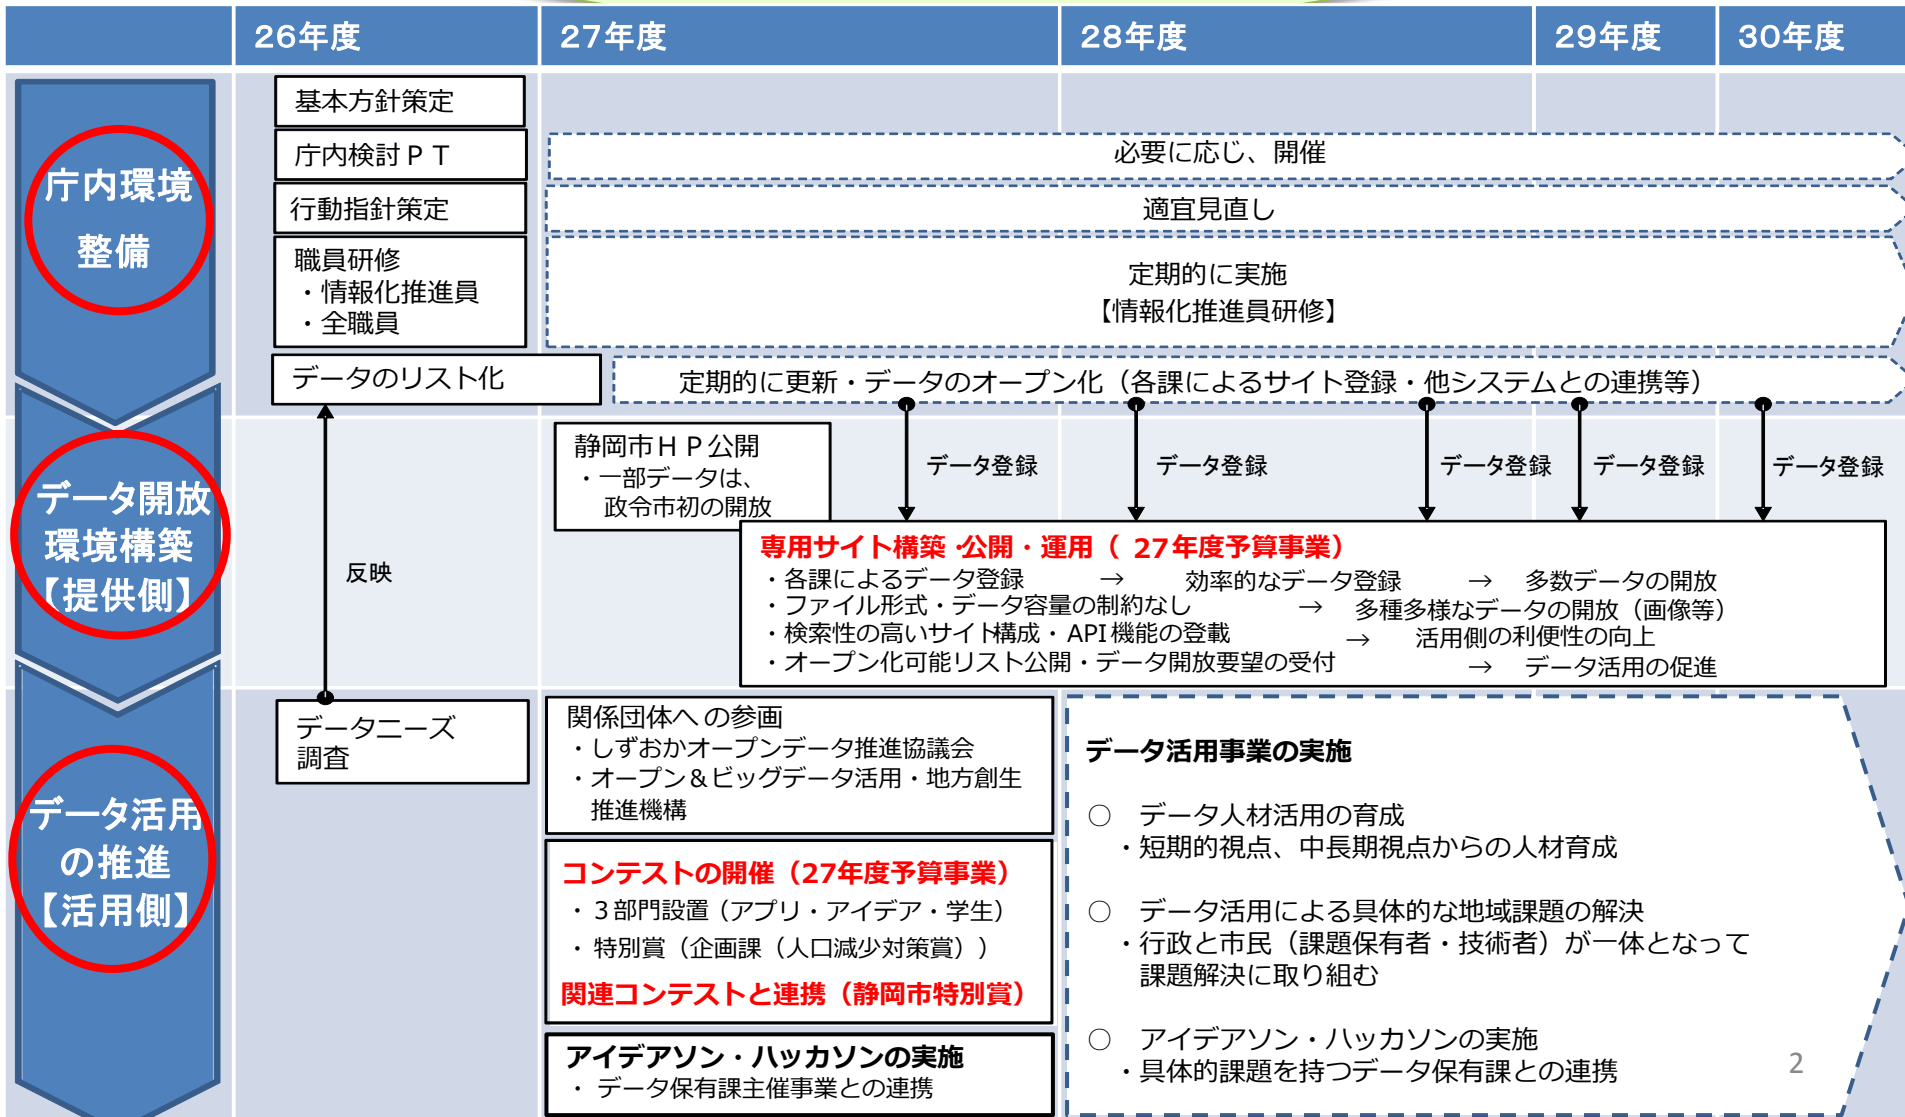 26年度
27年度
28年度
29年度
30年度
庁内環境
整備
基本方針策定
庁内検討ＰＴ
必要に応じ、開催
行動指針策定
適宜見直し
職員研修
・情報化推進員
・全職員
定期的に実施
【情報化推進員研修】
データのリスト化
定期的に更新・データのオープン化（各課によるサイト登録・他システムとの連携等）
データ開放
環境構築
【提供側】
反映
静岡市ＨＰ公開
・一部データは、
政令市初の開放
データ登録
データ登録
データ登録
データ登録
データ登録
専用サイト構築・公開・運用（ 27年度予算事業）
・各課によるデータ登録 → 効率的なデータ登録 → 多数データの開放
・ファイル形式・データ容量の制約なし → 多種多様なデータの開放（画像等）
・検索性の高いサイト構成・API機能の登載 → 活用側の利便性の向上
・オープン化可能リスト公開・データ開放要望の受付 → データ活用の促進
データ活用
の推進
【活用側】
データニーズ
調査
関係団体への参画
・しずおかオープンデータ推進協議会
・オープン＆ビッグデータ活用・地方創生
推進機構
コンテストの開催（27年度予算事業）
・３部門設置（アプリ・アイデア・学生）
・特別賞（企画課（人口減少対策賞））
関連コンテストと連携（静岡市特別賞）
アイデアソン・ハッカソンの実施
・ データ保有課主催事業との連携
データ活用事業の実施
○ データ人材活用の育成
・短期的視点、中長期視点からの人材育成
○ データ活用による具体的な地域課題の解決
・行政と市民（課題保有者・技術者）が一体となって
課題解決に取り組む
○ アイデアソン・ハッカソンの実施
・具体的課題を持つデータ保有課との連携
2